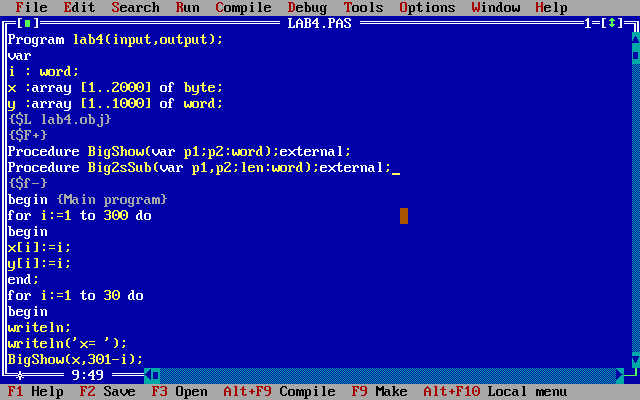 File Edit Search Run Compile Debug Tools Options Window Help
[■] LAB4.PAS 1=[↕]
Program lab4(input,output);
var
i : word;
x :array [1..2000] of byte;
y :array [1..1000] of word;
{$L lab4.obj}
{$F+}
Procedure BigShow(var p1;p2:word);external;
Procedure Big2sSub(var p1,p2;len:word);external;
{$f-}
begin {Main program}
for i:=1 to 300 do
begin
x[i]:=i;
y[i]:=i;
end;
for i:=1 to 30 do
begin
writeln;
writeln('x= ');
BigShow(x,301-i);
9:49
F1 Help F2 Save F3 Open Alt+F9 Compile F9 Make Alt+F10 Local menu